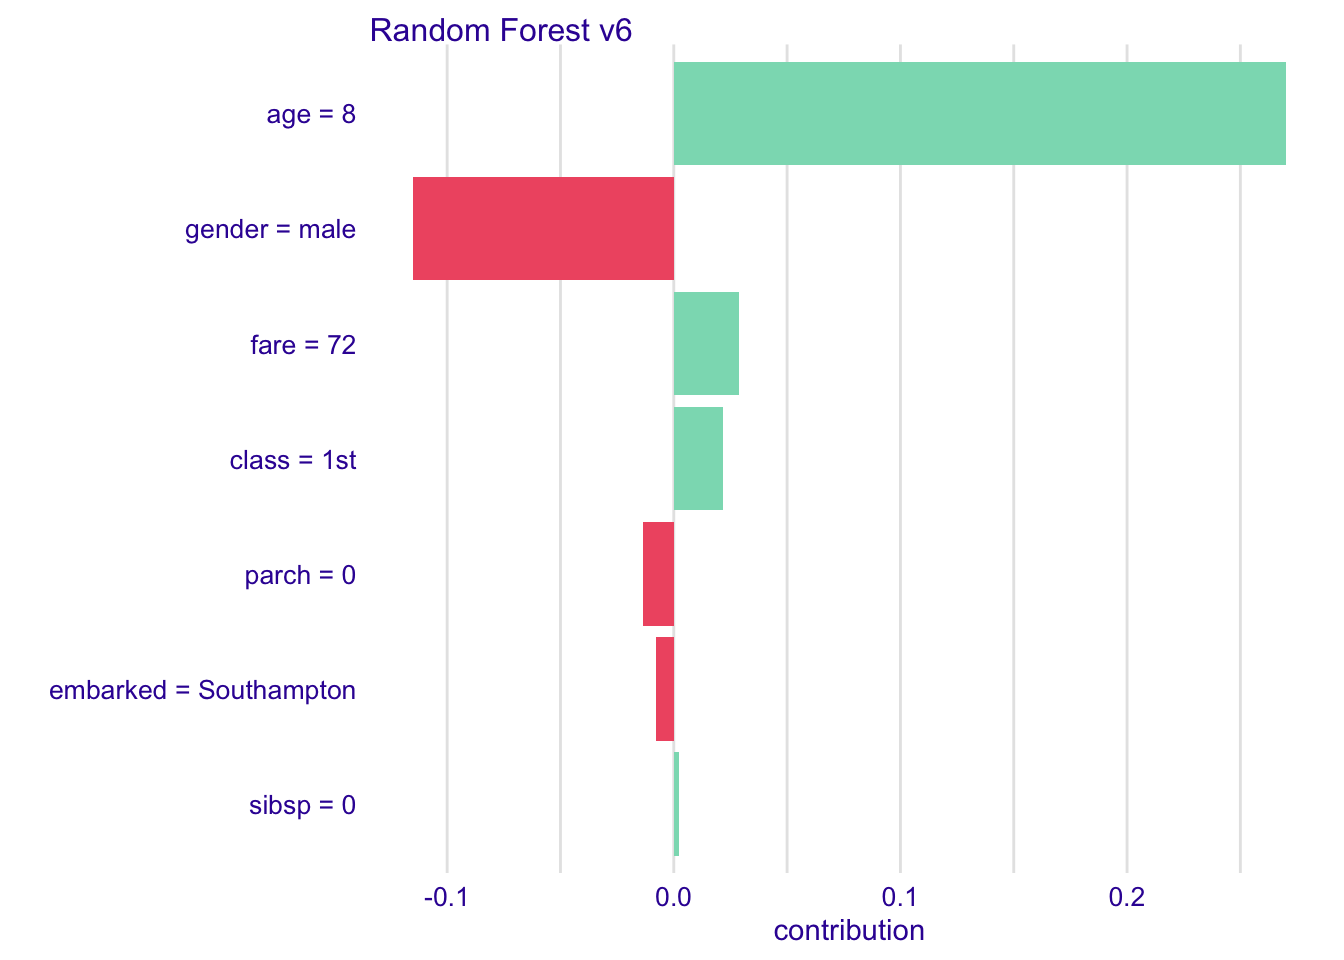 Random Forest v6
age = 8
gender = male
fare = 72
class = 1st
parch = 0
embarked = Southampton
sibsp = 0
-0.1 0.0 0.1 0.2
contribution